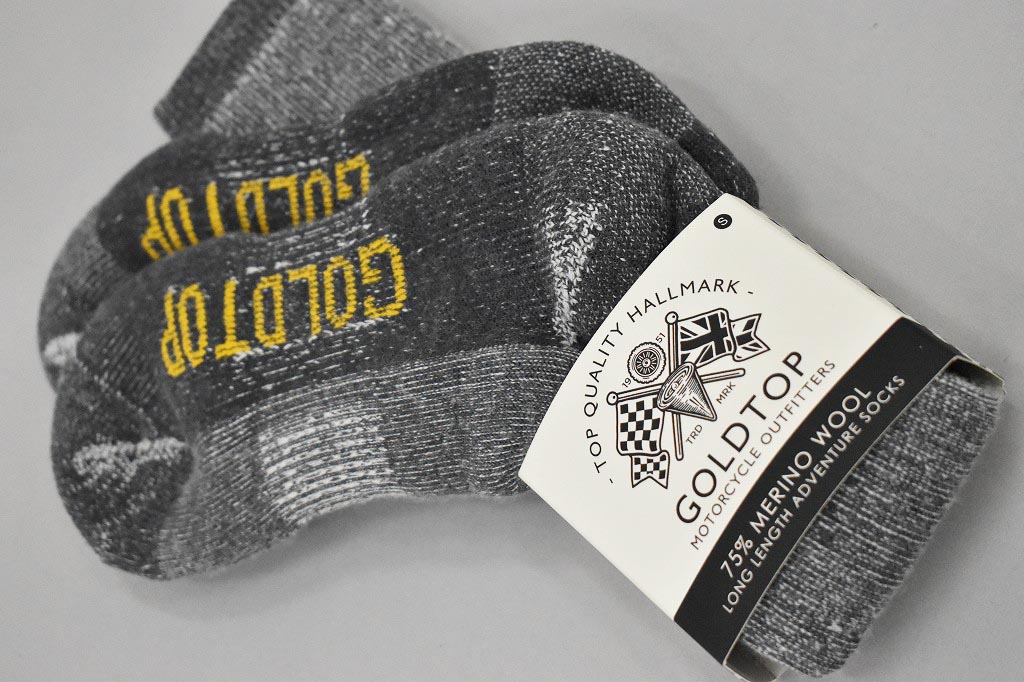 GOLDTOP
GOLDTOP
S
- TOP QUALITY HALLMARK -
19 51
TRD MRK
GOLDTOP
MOTORCYCLE OUTFITTERS
75% MERINO WOOL
LONG LENGTH ADVENTURE SOCKS